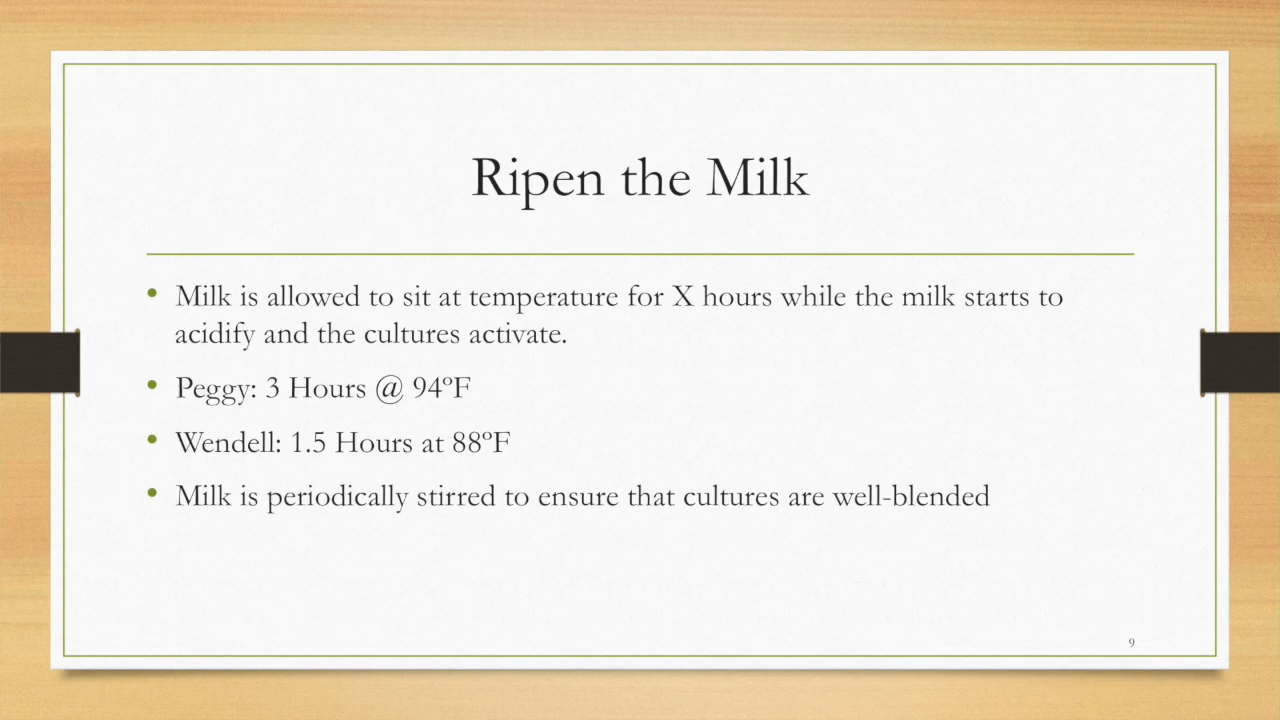 Ripen the Milk
• Milk is allowed to sit at temperature for X hours while the milk starts to
acidify and the cultures activate.
• Peggy: 3 Hours @ 94ºF
• Wendell: 1.5 Hours at 88ºF
• Milk is periodically stirred to ensure that cultures are well-blended
9